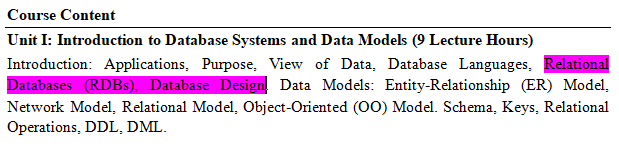 Course Content
Unit I: Introduction to Database Systems and Data Models (9 Lecture Hours)
Introduction: Applications, Purpose, View of Data, Database Languages, Relational
Databases (RDBs), Database Design. Data Models: Entity-Relationship (ER) Model,
Network Model, Relational Model, Object-Oriented (OO) Model. Schema, Keys, Relational
Operations, DDL, DML.